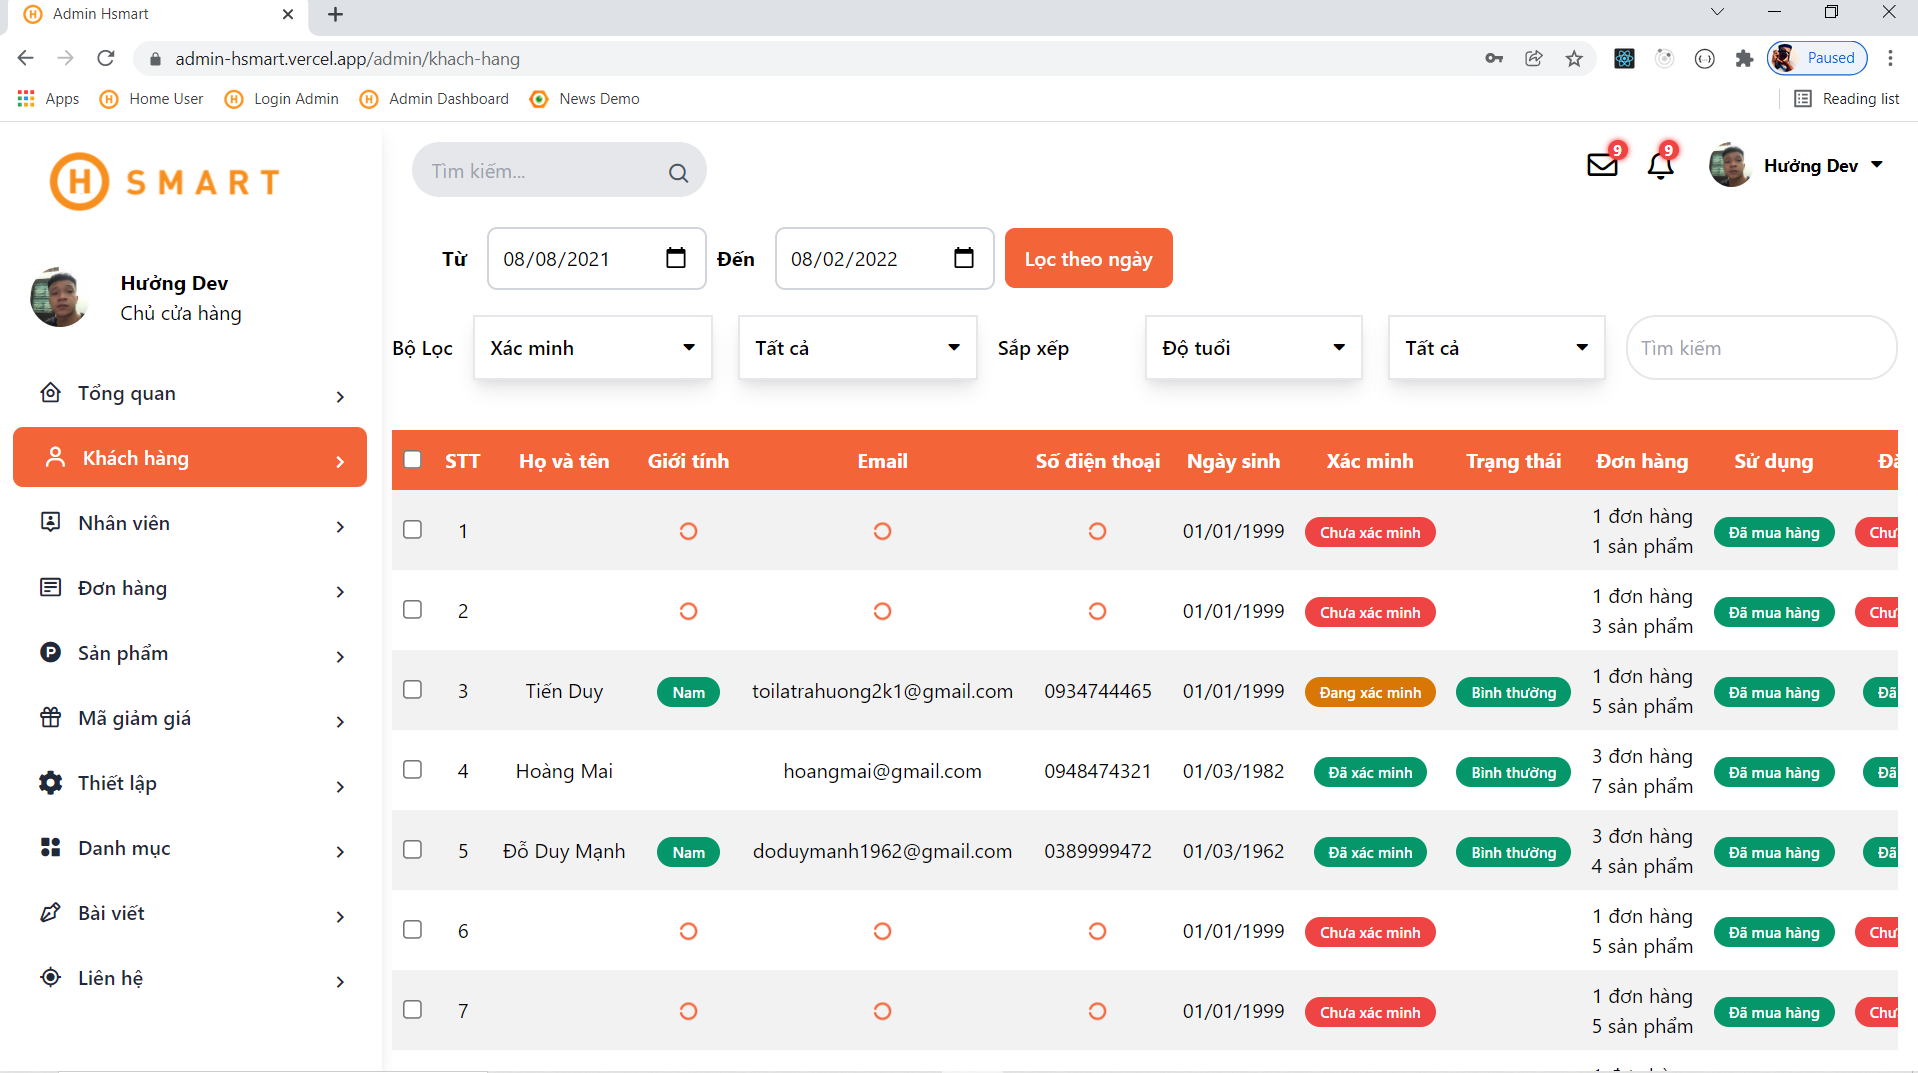 Admin Hsmart
admin-hsmart.vercel.app/admin/khach-hang
Paused
Apps
Home User
Login Admin
Admin Dashboard
News Demo
Reading list
H SMART
Tìm kiếm...
9
9
Hưởng Dev
Từ 08/08/2021 Đến 08/02/2022 Lọc theo ngày
Hưởng Dev
Chủ cửa hàng
Bộ Lọc Xác minh Tất cả Sắp xếp Độ tuổi Tất cả Tìm kiếm
Tổng quan
Khách hàng
Nhân viên
Đơn hàng
Sản phẩm
Mã giảm giá
Thiết lập
Danh mục
Bài viết
Liên hệ
STT Họ và tên Giới tính Email Số điện thoại Ngày sinh Xác minh Trạng thái Đơn hàng Sử dụng
1 01/01/1999 Chưa xác minh 1 đơn hàng Đã mua hàng
1 sản phẩm
2 01/01/1999 Chưa xác minh 1 đơn hàng Đã mua hàng
3 sản phẩm
3 Tiến Duy Nam toilatrahuong2k1@gmail.com 0934744465 01/01/1999 Đang xác minh Bình thường 1 đơn hàng Đã mua hàng Đã
5 sản phẩm
4 Hoàng Mai hoangmai@gmail.com 0948474321 01/03/1982 Đã xác minh Bình thường 3 đơn hàng Đã mua hàng Đã
7 sản phẩm
5 Đỗ Duy Mạnh Nam doduymanh1962@gmail.com 0389999472 01/03/1962 Đã xác minh Bình thường 3 đơn hàng Đã mua hàng Đã
4 sản phẩm
6 01/01/1999 Chưa xác minh 1 đơn hàng Đã mua hàng
5 sản phẩm
7 01/01/1999 Chưa xác minh 1 đơn hàng Đã mua hàng
5 sản phẩm